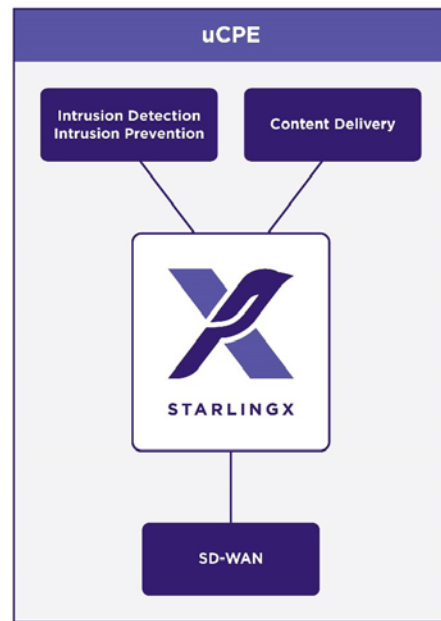 uCPE
Intrusion Detection
Intrusion Prevention
Content Delivery
STARLINGX
SD-WAN